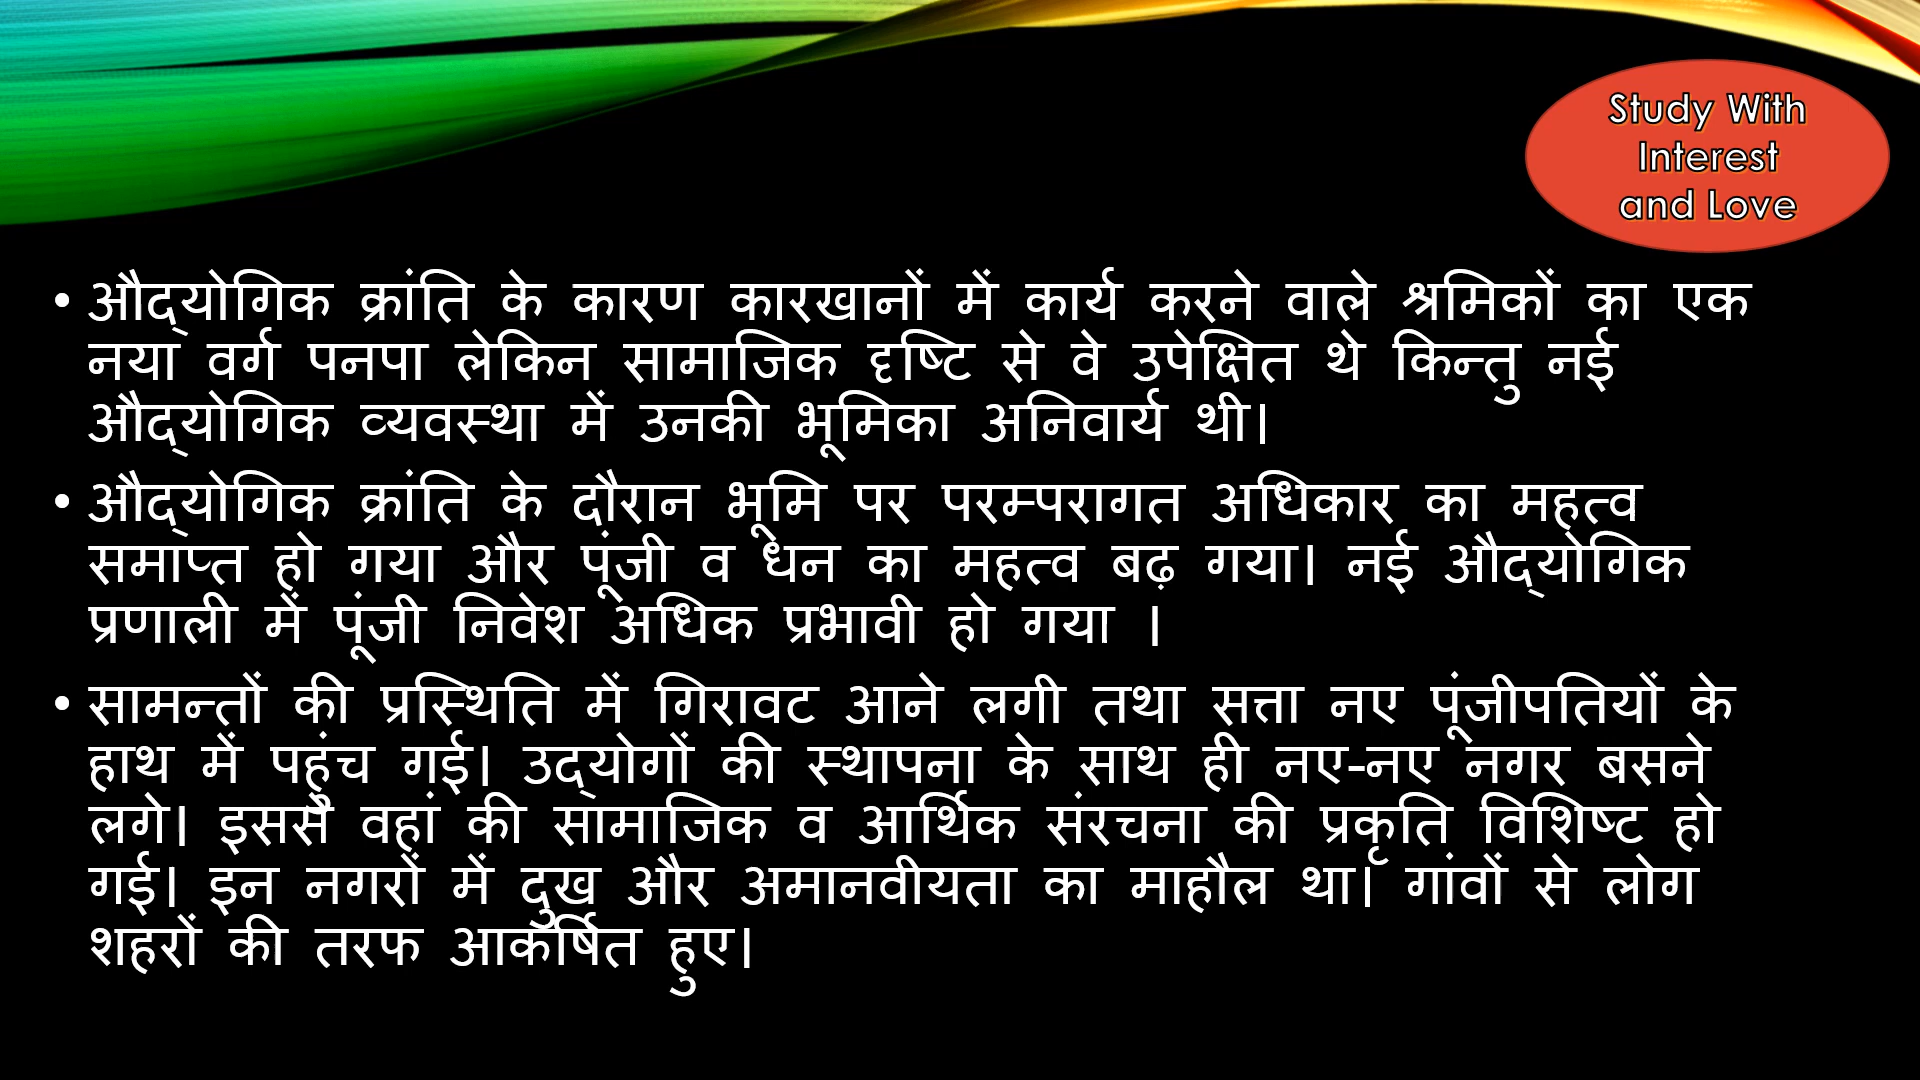 Study With
Interest
and Love
• औद्योगिक क्रांति के कारण कारखानों में कार्य करने वाले श्रमिकों का एक
नया वर्ग पनपा लेकिन सामाजिक दृष्टि से वे उपेक्षित थे किन्तु नई
औद्योगिक व्यवस्था में उनकी भूमिका अनिवार्य थी।
• औद्योगिक क्रांति के दौरान भूमि पर परम्परागत अधिकार का महत्व
समाप्त हो गया और पूंजी व धन का महत्व बढ़ गया। नई औद्योगिक
प्रणाली में पूंजी निवेश अधिक प्रभावी हो गया ।
• सामन्तों की प्रस्थिति में गिरावट आने लगी तथा सत्ता नए पूंजीपतियों के
हाथ में पहुंच गई। उद्योगों की स्थापना के साथ ही नए-नए नगर बसने
लगे। इससे वहां की सामाजिक व आर्थिक संरचना की प्रकृति विशिष्ट हो
गई। इन नगरों में दुख और अमानवीयता का माहौल था। गांवों से लोग
शहरों की तरफ आकर्षित हुए।